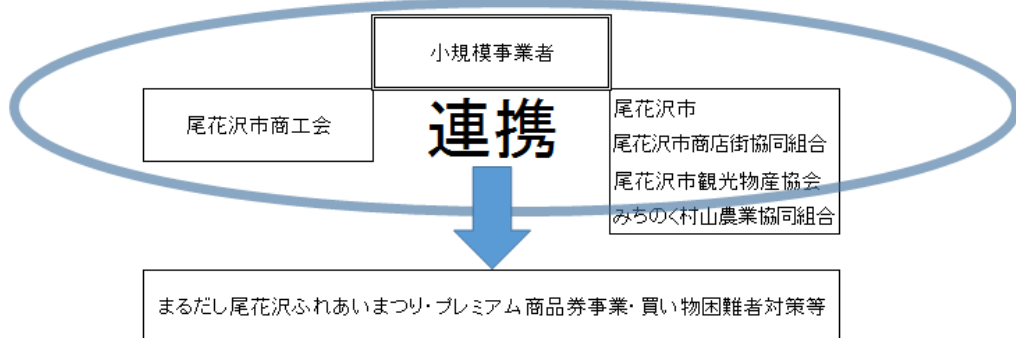 小規模事業者
尾花沢市商工会
連携
尾花沢市
尾花沢市商店街協同組合
尾花沢市観光物産協会
みちのく村山農業協同組合
まるだし尾花沢ふれあいまつり・プレミアム商品券事業・買い物困難者対策等